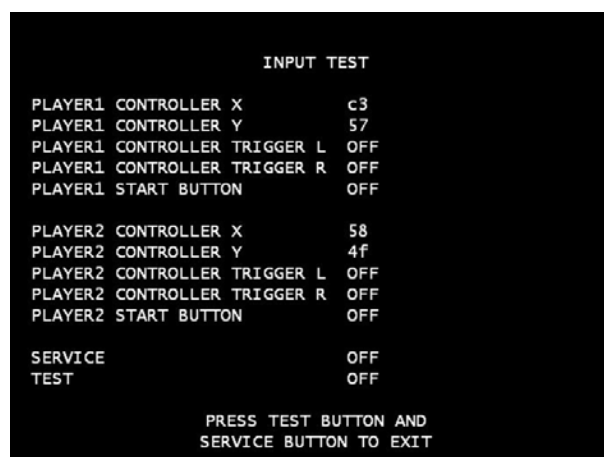 INPUT TEST
PLAYER1 CONTROLLER X c3
PLAYER1 CONTROLLER Y 57
PLAYER1 CONTROLLER TRIGGER L OFF
PLAYER1 CONTROLLER TRIGGER R OFF
PLAYER1 START BUTTON OFF
PLAYER2 CONTROLLER X 58
PLAYER2 CONTROLLER Y 4f
PLAYER2 CONTROLLER TRIGGER L OFF
PLAYER2 CONTROLLER TRIGGER R OFF
PLAYER2 START BUTTON OFF
SERVICE OFF
TEST OFF
PRESS TEST BUTTON AND
SERVICE BUTTON TO EXIT